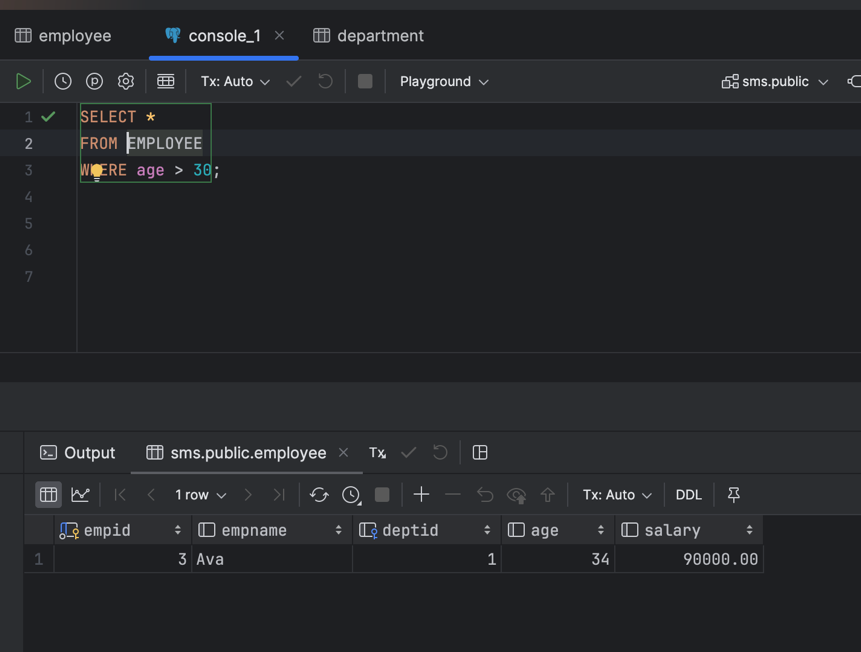 employee console_1 department
Tx: Auto Playground sms.public
1 SELECT *
2 FROM EMPLOYEE
3 WHERE age > 30;
4
5
6
7
Output sms.public.employee Tx
1 row Tx: Auto DDL
empid empname deptid age salary
1 3 Ava 1 34 90000.00